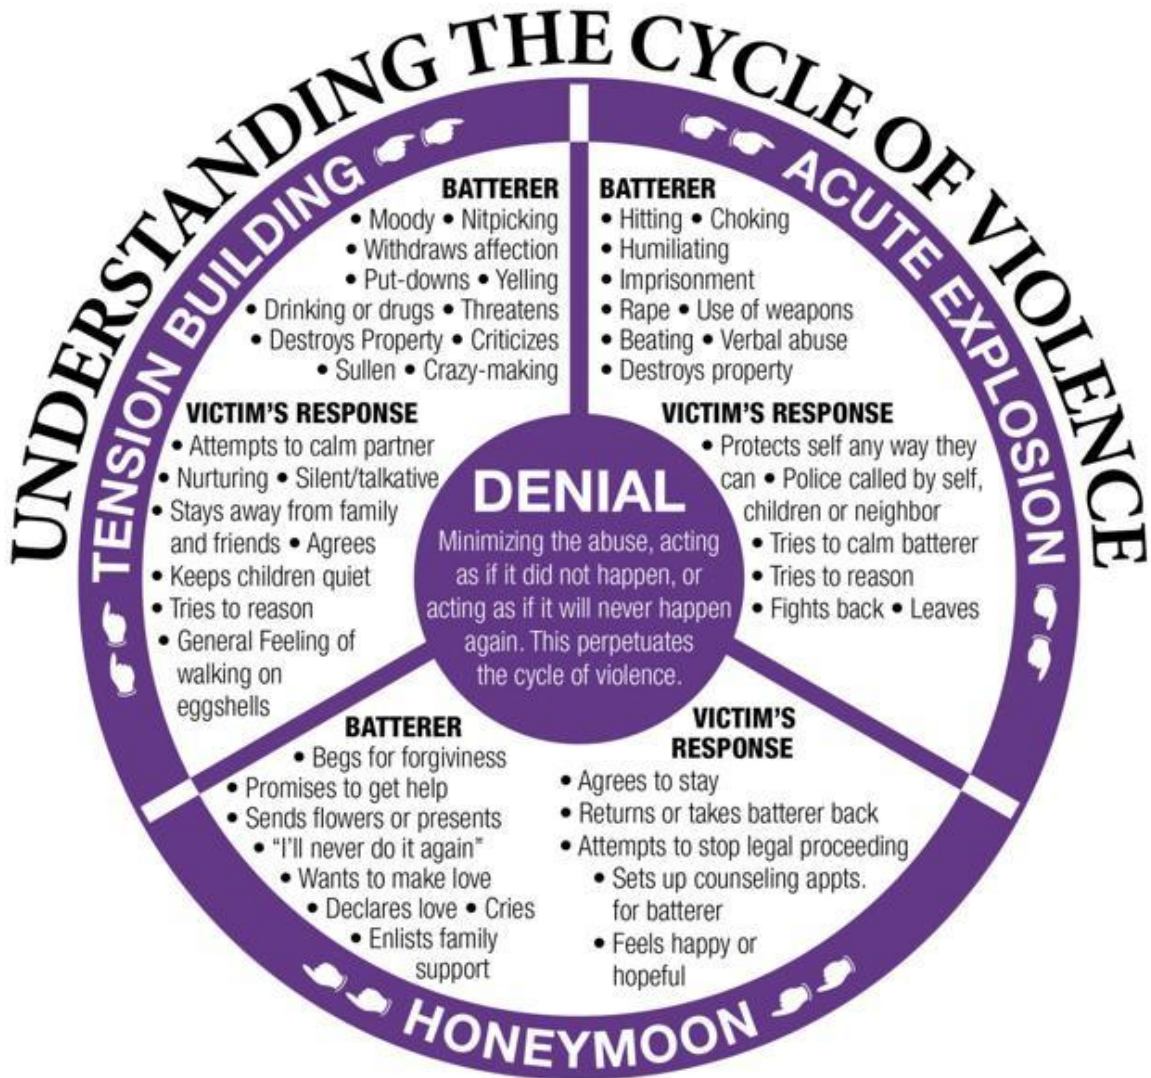 UNDERSTANDING THE CYCLE OF VIOLENCE
TENSION BUILDING
BATTERER
• Moody • Nitpicking
• Withdraws affection
• Put-downs • Yelling
• Drinking or drugs • Threatens
• Destroys Property • Criticizes
• Sullen • Crazy-making
VICTIM'S RESPONSE
• Attempts to calm partner
• Nurturing • Silent/talkative
• Stays away from family
and friends • Agrees
• Keeps children quiet
• Tries to reason
• General Feeling of
walking on
eggshells
ACUTE EXPLOSION
BATTERER
• Hitting • Choking
• Humiliating
• Imprisonment
• Rape • Use of weapons
• Beating • Verbal abuse
• Destroys property
VICTIM'S RESPONSE
• Protects self any way they
can • Police called by self,
children or neighbor
• Tries to calm batterer
• Tries to reason
• Fights back • Leaves
DENIAL
Minimizing the abuse, acting
as if it did not happen, or
acting as if it will never happen
again. This perpetuates
the cycle of violence.
BATTERER
• Begs for forgiviness
• Promises to get help
• Sends flowers or presents
• "I'll never do it again"
• Wants to make love
• Declares love • Cries
• Enlists family
support
VICTIM'S
RESPONSE
• Agrees to stay
• Returns or takes batterer back
• Attempts to stop legal proceeding
• Sets up counseling appts.
for batterer
• Feels happy or
hopeful
HONEYMOON